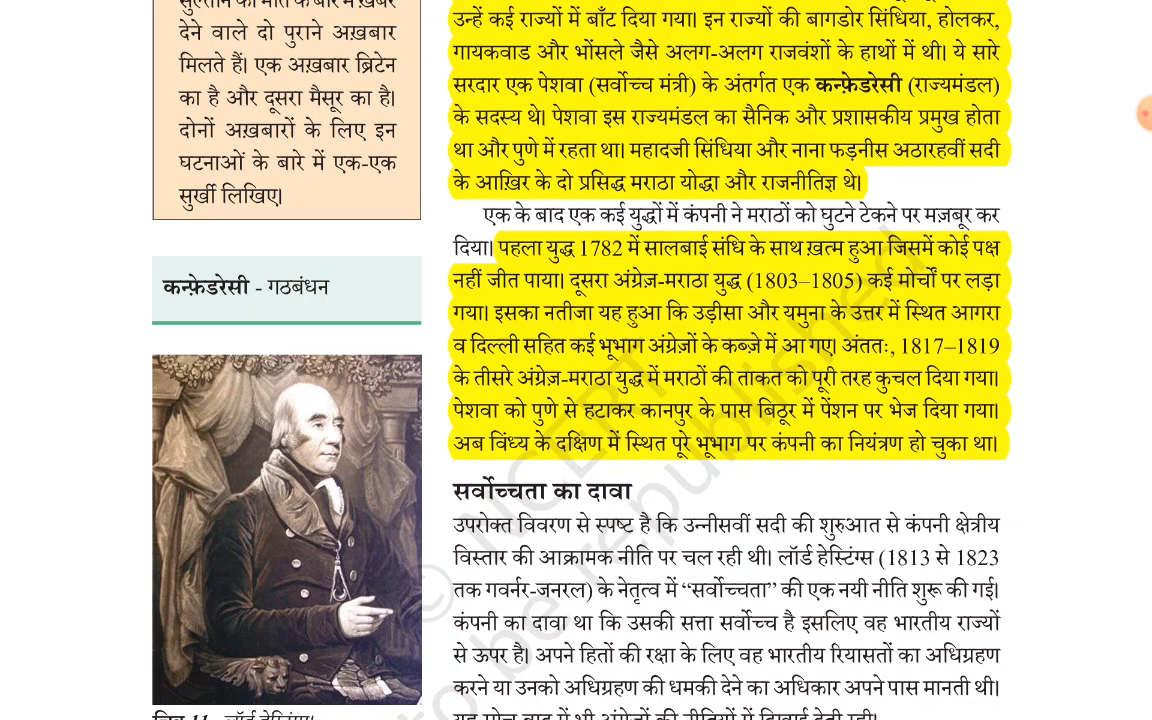 सुल्तान की मौत के बारे में ख़बर
देने वाले दो पुराने अख़बार
मिलते हैं। एक अख़बार ब्रिटेन
का है और दूसरा मैसूर का है।
दोनों अख़बारों के लिए इन
घटनाओं के बारे में एक-एक
सुर्खी लिखिए।
कन्फ़ेडरेसी - गठबंधन
चित्र 11 - लॉर्ड हेस्टिंग्स।
उन्हें कई राज्यों में बाँट दिया गया। इन राज्यों की बागडोर सिंधिया, होलकर,
गायकवाड और भोंसले जैसे अलग-अलग राजवंशों के हाथों में थी। ये सारे
सरदार एक पेशवा (सर्वोच्च मंत्री) के अंतर्गत एक कन्फ़ेडरेसी (राज्यमंडल)
के सदस्य थे। पेशवा इस राज्यमंडल का सैनिक और प्रशासकीय प्रमुख होता
था और पुणे में रहता था। महादजी सिंधिया और नाना फड़नीस अठारहवीं सदी
के आख़िर के दो प्रसिद्ध मराठा योद्धा और राजनीतिज्ञ थे।
एक के बाद एक कई युद्धों में कंपनी ने मराठों को घुटने टेकने पर मज़बूर कर
दिया। पहला युद्ध 1782 में सालबाई संधि के साथ ख़त्म हुआ जिसमें कोई पक्ष
नहीं जीत पाया। दूसरा अंग्रेज़-मराठा युद्ध (1803–1805) कई मोर्चों पर लड़ा
गया। इसका नतीजा यह हुआ कि उड़ीसा और यमुना के उत्तर में स्थित आगरा
व दिल्ली सहित कई भूभाग अंग्रेज़ों के कब्ज़े में आ गए। अंततः, 1817–1819
के तीसरे अंग्रेज़-मराठा युद्ध में मराठों की ताकत को पूरी तरह कुचल दिया गया।
पेशवा को पुणे से हटाकर कानपुर के पास बिठूर में पेंशन पर भेज दिया गया।
अब विंध्य के दक्षिण में स्थित पूरे भूभाग पर कंपनी का नियंत्रण हो चुका था।
सर्वोच्चता का दावा
उपरोक्त विवरण से स्पष्ट है कि उन्नीसवीं सदी की शुरुआत से कंपनी क्षेत्रीय
विस्तार की आक्रामक नीति पर चल रही थी। लॉर्ड हेस्टिंग्स (1813 से 1823
तक गवर्नर-जनरल) के नेतृत्व में “सर्वोच्चता” की एक नयी नीति शुरू की गई।
कंपनी का दावा था कि उसकी सत्ता सर्वोच्च है इसलिए वह भारतीय राज्यों
से ऊपर है। अपने हितों की रक्षा के लिए वह भारतीय रियासतों का अधिग्रहण
करने या उनको अधिग्रहण की धमकी देने का अधिकार अपने पास मानती थी।
यह सोच बाद में भी अंग्रेज़ों की नीतियों में दिखाई देती रही।
© NCERT
to be republished